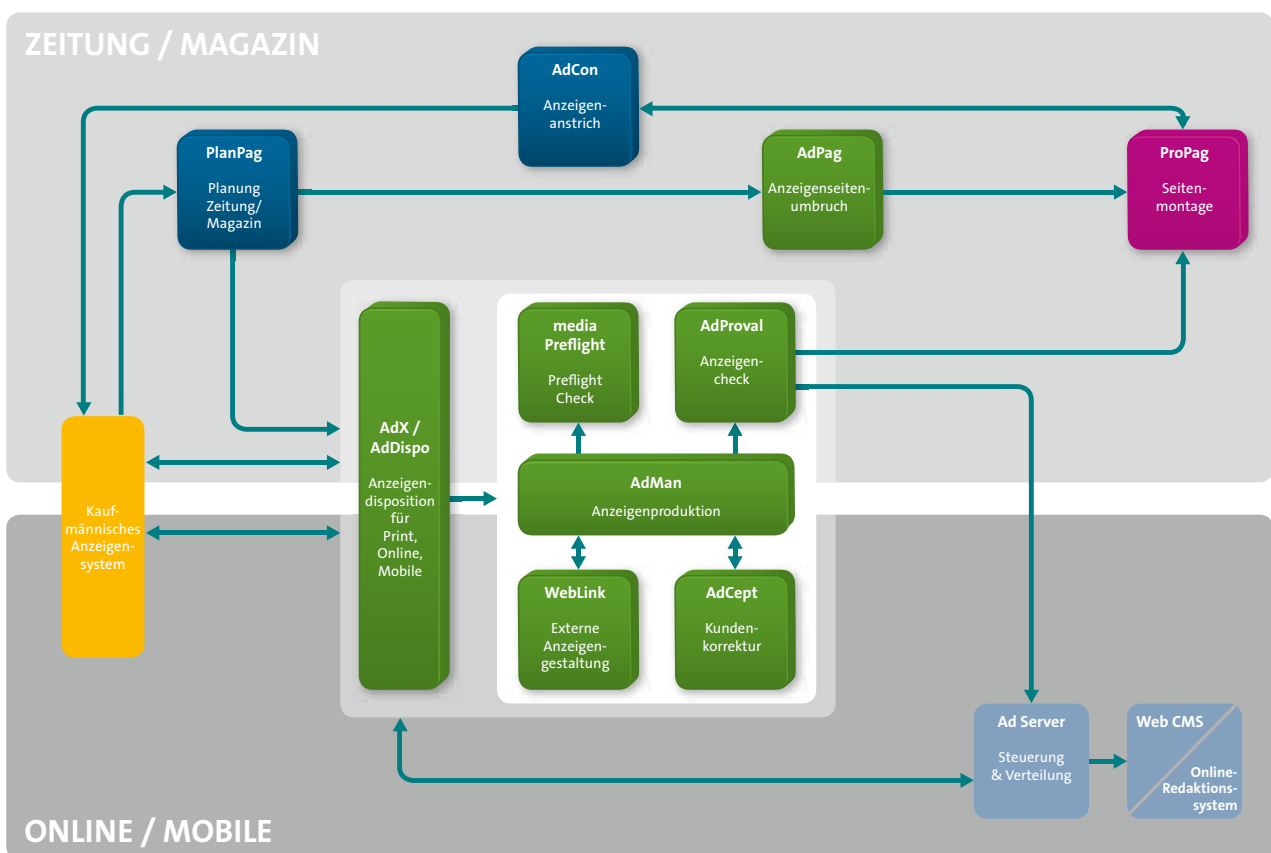 ZEITUNG / MAGAZIN
AdCon
Anzeigen-
anstrich
PlanPag
Planung
Zeitung/
Magazin
AdPag
Anzeigenseiten-
umbruch
ProPag
Seiten-
montage
Kauf-
männisches
Anzeigen-
system
AdX /
AdDispo
Anzeigen-
disposition
für
Print,
Online,
Mobile
media
Preflight
Preflight
Check
AdProval
Anzeigen-
check
AdMan
Anzeigenproduktion
WebLink
Externe
Anzeigen-
gestaltung
AdCept
Kunden-
korrektur
Ad Server
Steuerung
& Verteilung
Web CMS
Online-
Redaktions-
system
ONLINE / MOBILE